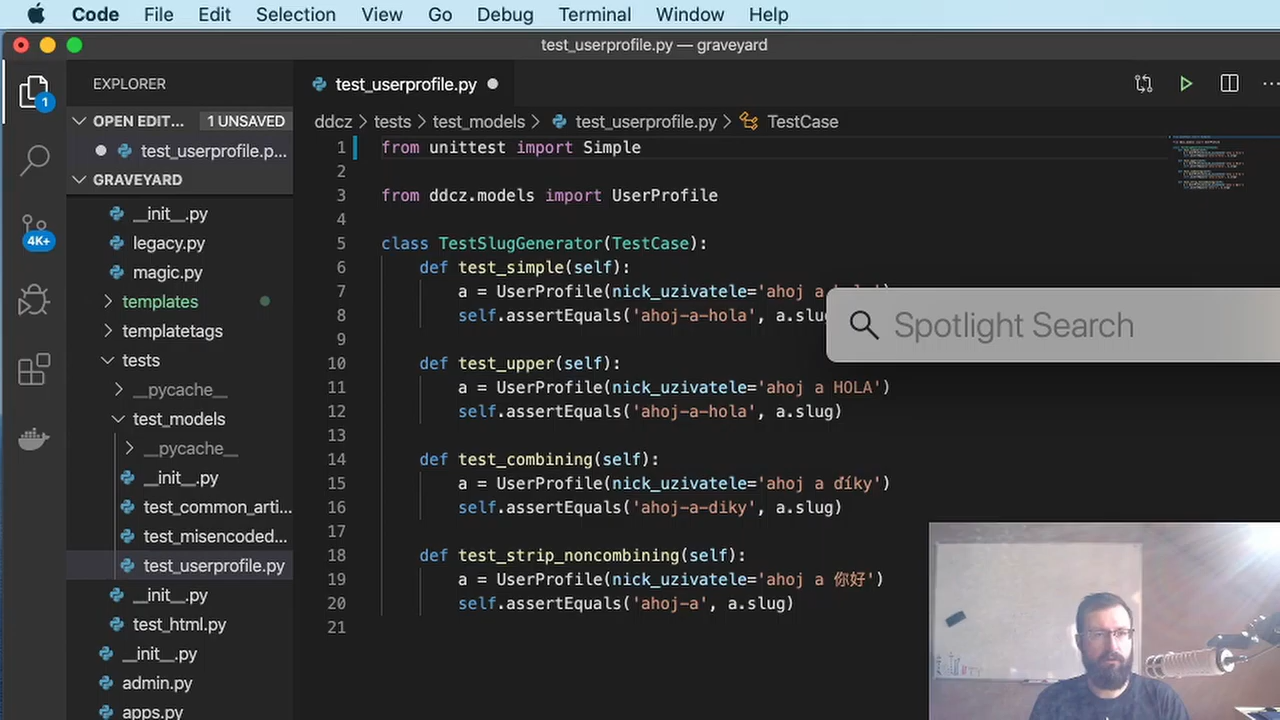 Code File Edit Selection View Go Debug Terminal Window Help
test_userprofile.py — graveyard
EXPLORER
1
test_userprofile.py
OPEN EDIT... 1 UNSAVED
test_userprofile.p...
GRAVEYARD
ddcz > tests > test_models > test_userprofile.py > TestCase
__init__.py
legacy.py
4K+
magic.py
templates
templatetags
tests
__pycache__
test_models
__pycache__
__init__.py
test_common_arti...
test_misencoded...
test_userprofile.py
__init__.py
test_html.py
__init__.py
admin.py
apps.py
1 from unittest import Simple
2
3 from ddcz.models import UserProfile
4
5 class TestSlugGenerator(TestCase):
6 def test_simple(self):
7 a = UserProfile(nick_uzivatele='ahoj a
8 self.assertEquals('ahoj-a-hola', a.slug
9
10 def test_upper(self):
11 a = UserProfile(nick_uzivatele='ahoj a HOLA')
12 self.assertEquals('ahoj-a-hola', a.slug)
13
14 def test_combining(self):
15 a = UserProfile(nick_uzivatele='ahoj a ďíky')
16 self.assertEquals('ahoj-a-diky', a.slug)
17
18 def test_strip_noncombining(self):
19 a = UserProfile(nick_uzivatele='ahoj a 你好')
20 self.assertEquals('ahoj-a', a.slug)
21
Spotlight Search